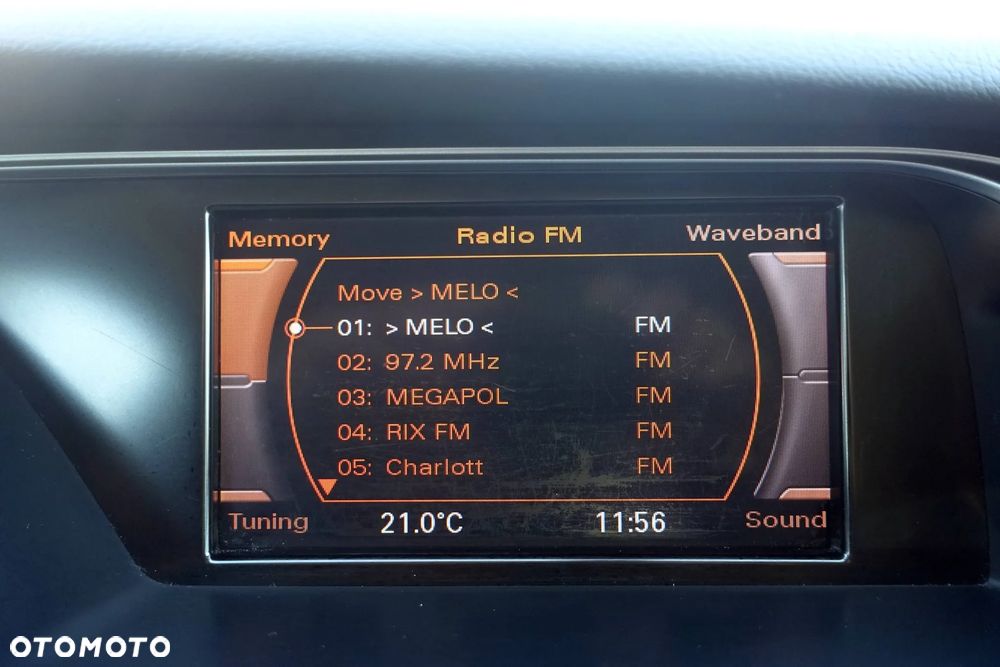 Memory Radio FM Waveband
Move > MELO <
01: > MELO < FM
02: 97.2 MHz FM
03: MEGAPOL FM
04: RIX FM FM
05: Charlott FM
Tuning 21.0°C 11:56 Sound
OTOMOTO